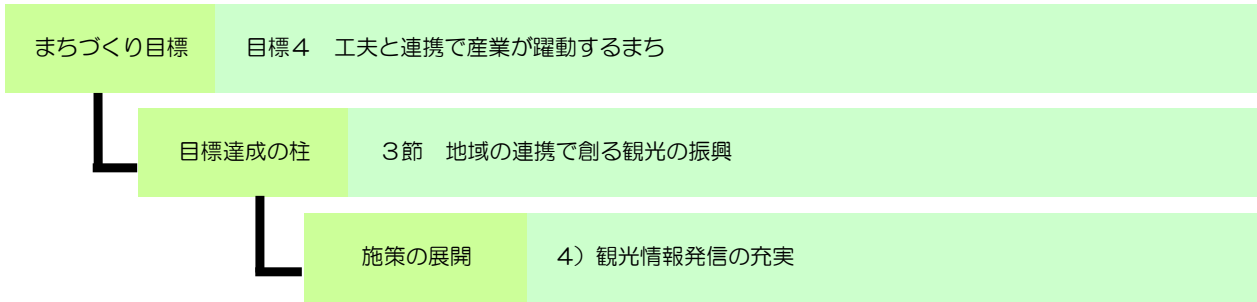 まちづくり目標　目標４　工夫と連携で産業が躍動するまち
目標達成の柱　３節　地域の連携で創る観光の振興
施策の展開　４）観光情報発信の充実